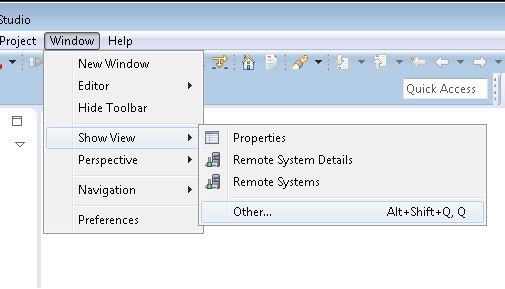 Studio
Project Window Help
Quick Access
New Window
Editor
Hide Toolbar
Show View
Perspective
Navigation
Preferences
Properties
Remote System Details
Remote Systems
Other... Alt+Shift+Q, Q